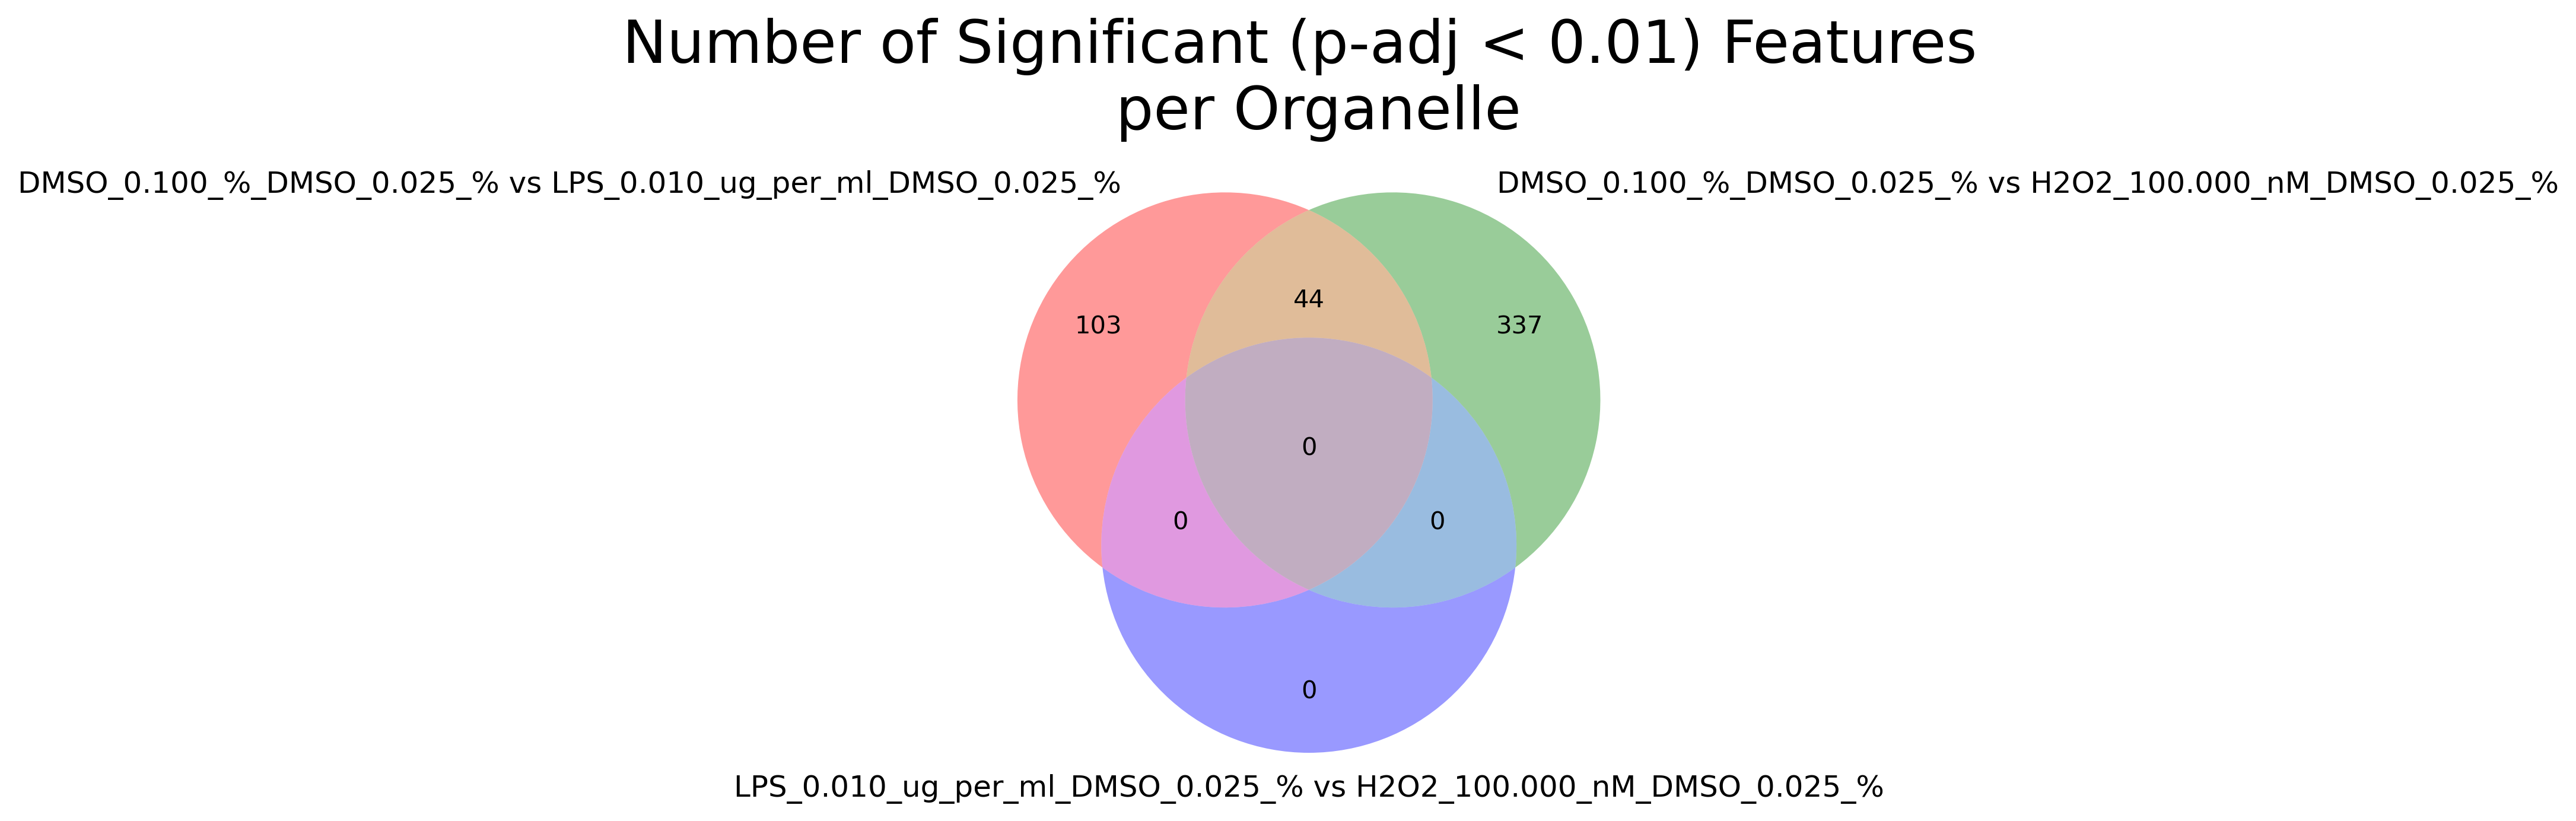 Number of Significant (p-adj < 0.01) Features
per Organelle
DMSO_0.100_%_DMSO_0.025_% vs LPS_0.010_ug_per_ml_DMSO_0.025_%
DMSO_0.100_%_DMSO_0.025_% vs H2O2_100.000_nM_DMSO_0.025_%
44
103
337
0
0
0
0
LPS_0.010_ug_per_ml_DMSO_0.025_% vs H2O2_100.000_nM_DMSO_0.025_%